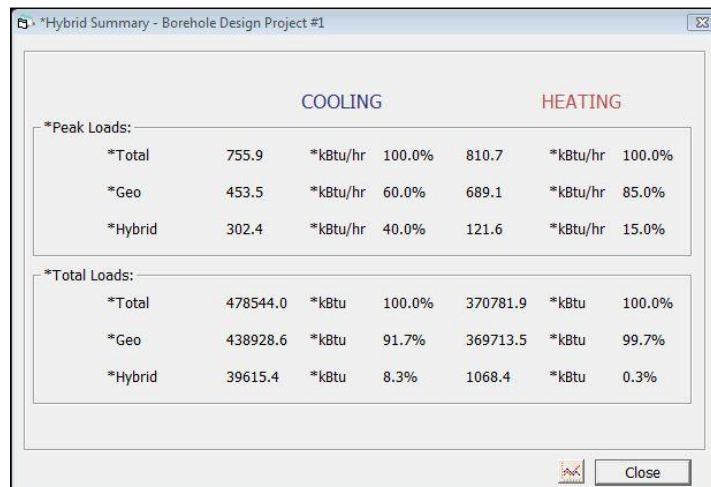 *Hybrid Summary - Borehole Design Project #1
COOLING HEATING
*Peak Loads:
*Total 755.9 *kBtu/hr 100.0% 810.7 *kBtu/hr 100.0%
*Geo 453.5 *kBtu/hr 60.0% 689.1 *kBtu/hr 85.0%
*Hybrid 302.4 *kBtu/hr 40.0% 121.6 *kBtu/hr 15.0%
*Total Loads:
*Total 478544.0 *kBtu 100.0% 370781.9 *kBtu 100.0%
*Geo 438928.6 *kBtu 91.7% 369713.5 *kBtu 99.7%
*Hybrid 39615.4 *kBtu 8.3% 1068.4 *kBtu 0.3%
Close